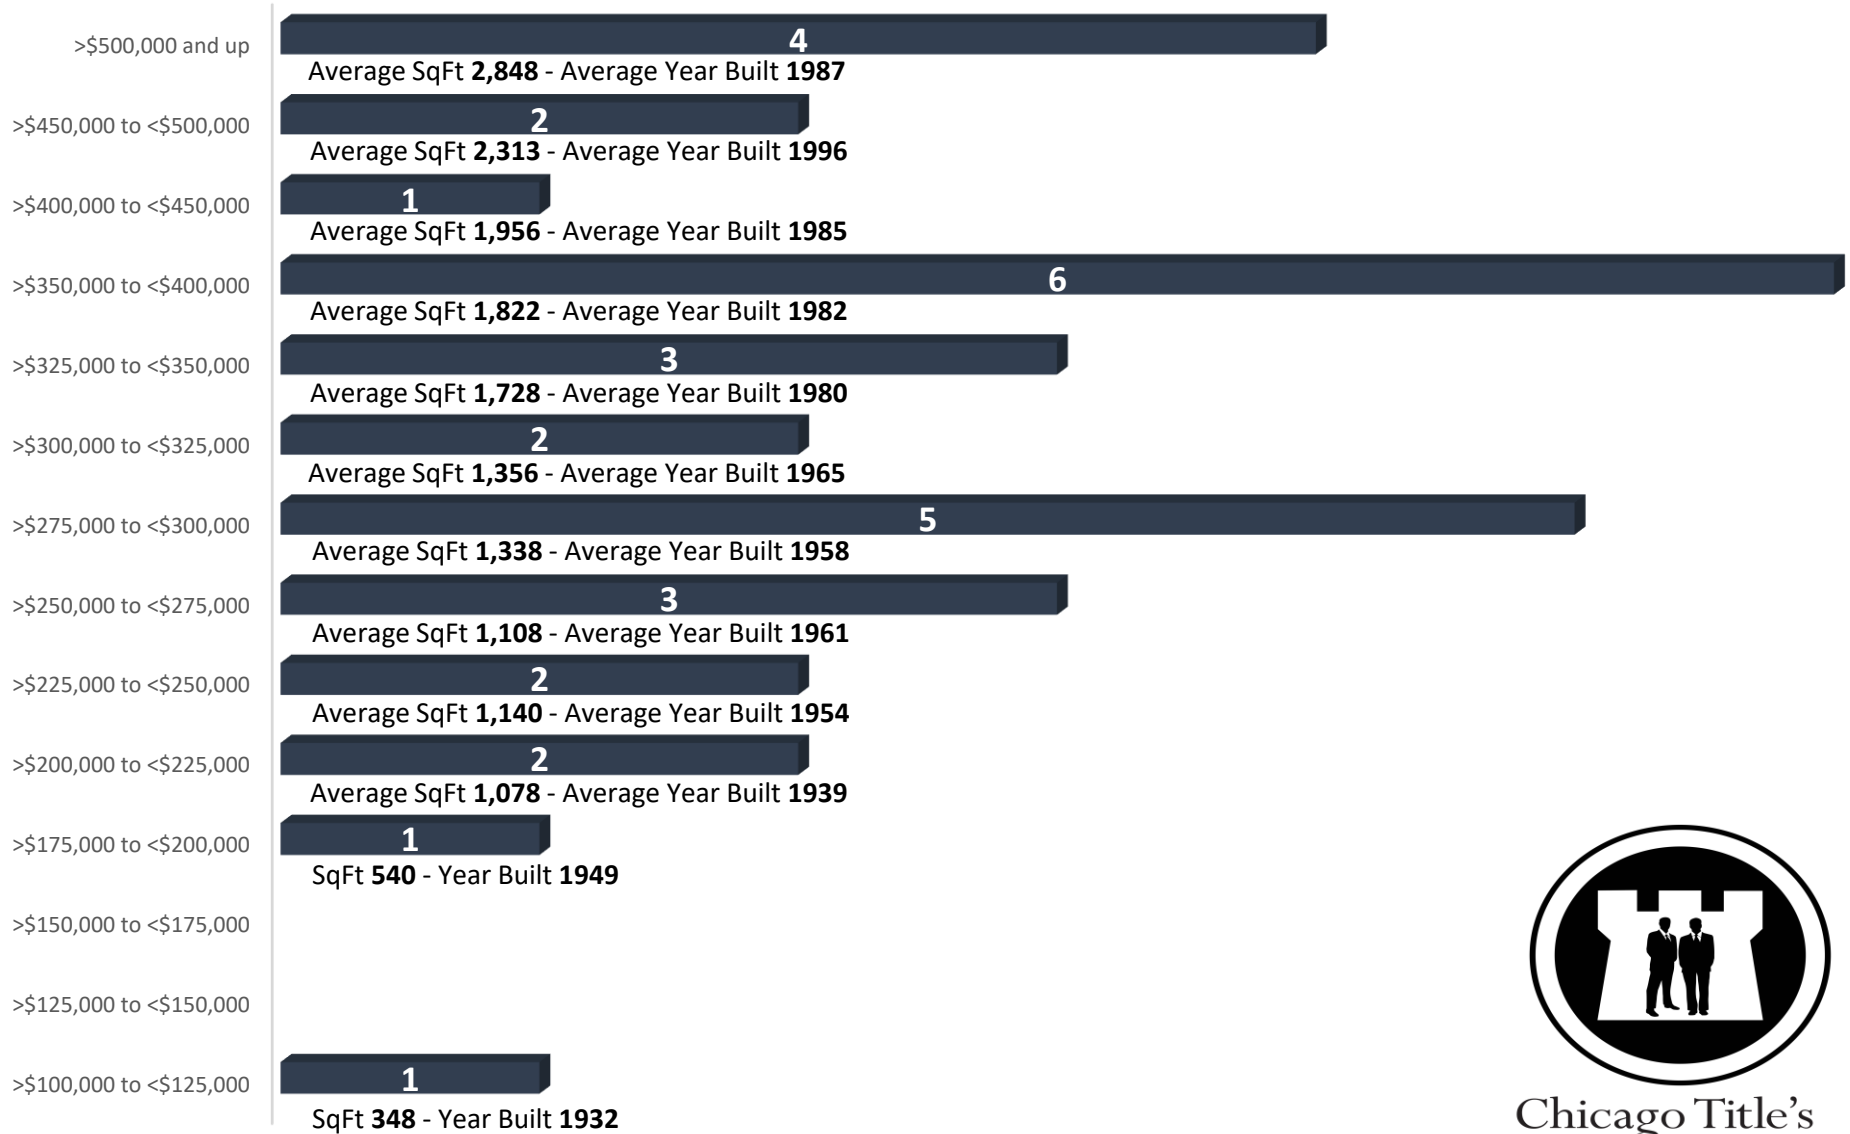 >$500,000 and up
4
Average SqFt 2,848 - Average Year Built 1987
>$450,000 to <$500,000
2
Average SqFt 2,313 - Average Year Built 1996
>$400,000 to <$450,000
1
Average SqFt 1,956 - Average Year Built 1985
>$350,000 to <$400,000
6
Average SqFt 1,822 - Average Year Built 1982
>$325,000 to <$350,000
3
Average SqFt 1,728 - Average Year Built 1980
>$300,000 to <$325,000
2
Average SqFt 1,356 - Average Year Built 1965
>$275,000 to <$300,000
5
Average SqFt 1,338 - Average Year Built 1958
>$250,000 to <$275,000
3
Average SqFt 1,108 - Average Year Built 1961
>$225,000 to <$250,000
2
Average SqFt 1,140 - Average Year Built 1954
>$200,000 to <$225,000
2
Average SqFt 1,078 - Average Year Built 1939
>$175,000 to <$200,000
1
SqFt 540 - Year Built 1949
>$150,000 to <$175,000
>$125,000 to <$150,000
>$100,000 to <$125,000
1
SqFt 348 - Year Built 1932
Chicago Title's